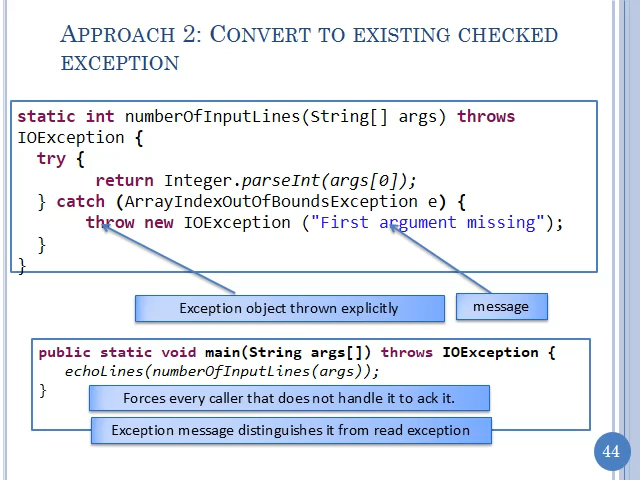 APPROACH 2: CONVERT TO EXISTING CHECKED
EXCEPTION
static int numberOfInputLines(String[] args) throws
IOException {
try {
return Integer.parseInt(args[0]);
} catch (ArrayIndexOutOfBoundsException e) {
throw new IOException ("First argument missing");
}
}
Exception object thrown explicitly
message
public static void main(String args[]) throws IOException {
echoLines(numberOfInputLines(args));
}
Forces every caller that does not handle it to ack it.
Exception message distinguishes it from read exception
44